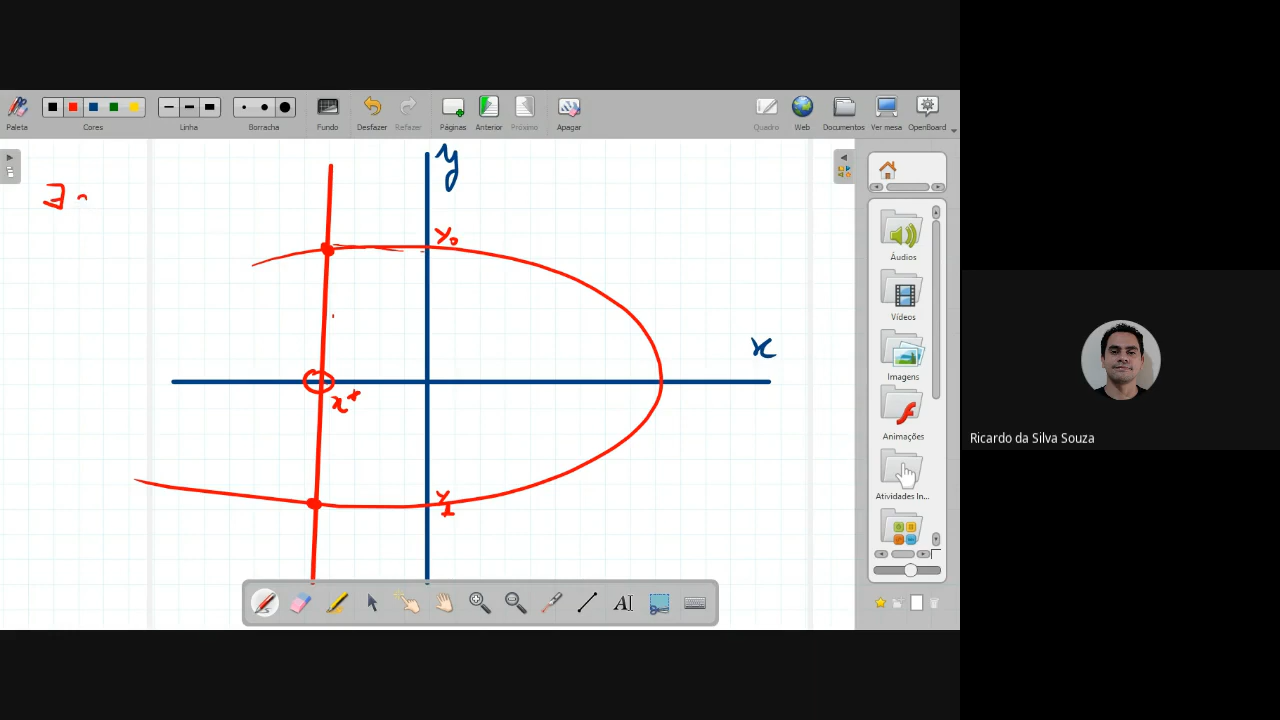 Paleta
Cores
Linha
Borracha
Fundo
Desfazer
Refazer
Páginas
Anterior
Próximo
Apagar
Quadro
Web
Documentos
Ver mesa
OpenBoard
y
∃
y₀
x
x*
y₁
Áudios
Vídeos
Imagens
Animações
Atividades In...
AI
Ricardo da Silva Souza